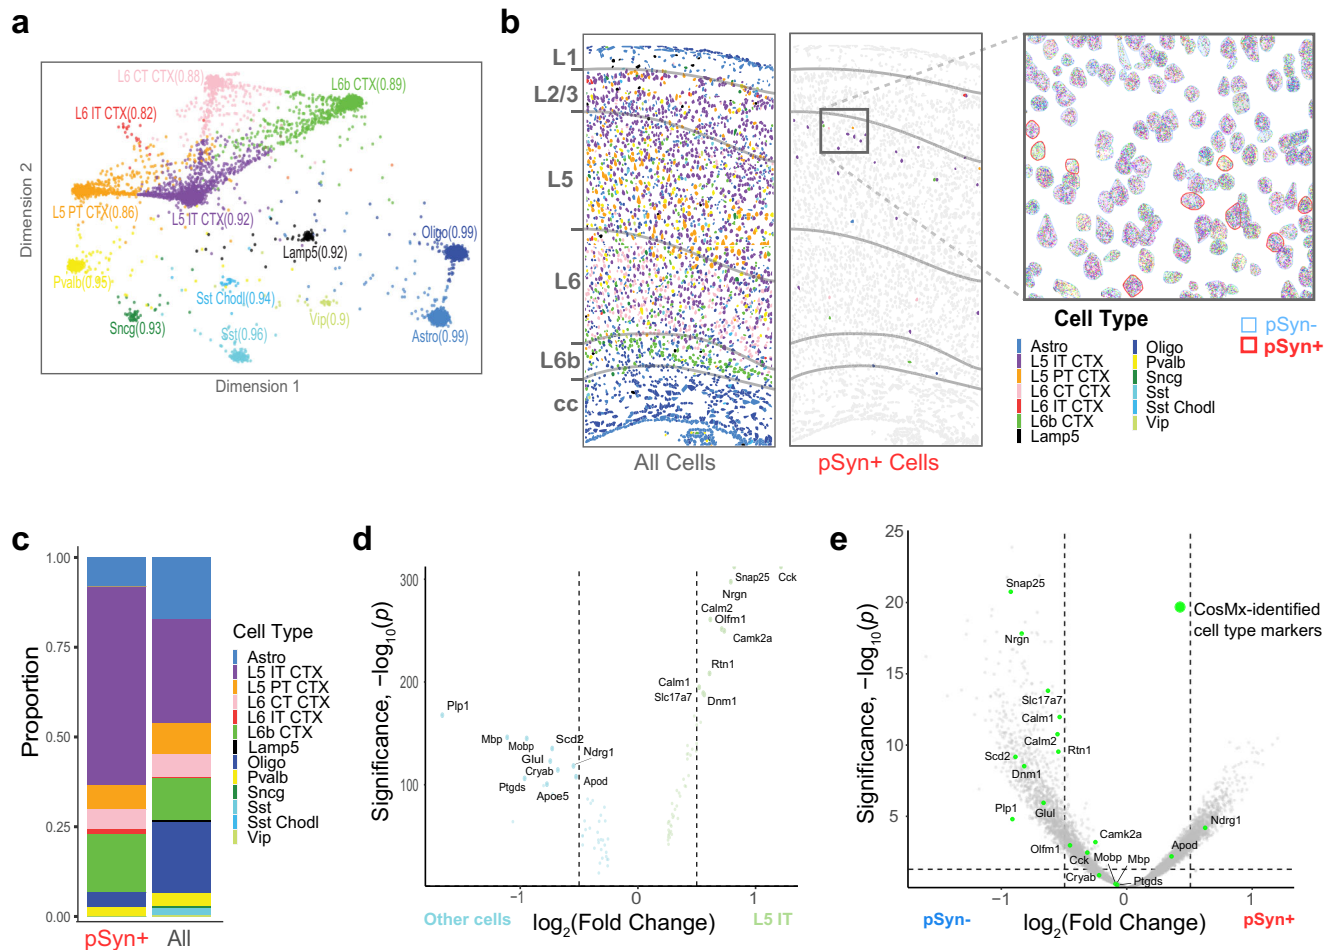 a
L6 CT CTX(0.88)
L6b CTX(0.89)
L6 IT CTX(0.82)
L5 PT CTX(0.86)
L5 IT CTX(0.92)
Lamp5(0.92)
Oligo(0.99)
Pvalb(0.95)
Sst Chodl(0.94)
Sncg(0.93)
Vip(0.9)
Sst(0.96)
Astro(0.99)
Dimension 2
Dimension 1
b
L1
L2/3
L5
L6
L6b
cc
All Cells
pSyn+ Cells
Cell Type
Astro
L5 IT CTX
L5 PT CTX
L6 CT CTX
L6 IT CTX
L6b CTX
Lamp5
Oligo
Pvalb
Sncg
Sst
Sst Chodl
Vip
pSyn-
pSyn+
c
Proportion
1.00
0.75
0.50
0.25
0.00
pSyn+
All
Cell Type
Astro
L5 IT CTX
L5 PT CTX
L6 CT CTX
L6 IT CTX
L6b CTX
Lamp5
Oligo
Pvalb
Sncg
Sst
Sst Chodl
Vip
d
Significance, −log10(p)
300
200
100
Snap25
Cck
Nrgn
Calm2
Olfm1
Camk2a
Rtn1
Calm1
Slc17a7
Dnm1
Plp1
Mbp
Mobp
Scd2
Glul
Ndrg1
Cryab
Apod
Ptgds
Apoe5
−1
0
1
Other cells
log2(Fold Change)
L5 IT
e
Significance, −log10(p)
25
20
15
10
5
Snap25
CosMx-identified
cell type markers
Nrgn
Slc17a7
Calm1
Calm2
Rtn1
Scd2
Dnm1
Plp1
Glul
Ndrg1
Camk2a
Olfm1
Apod
Cck
Mobp
Mbp
Cryab
Ptgds
−1
0
1
pSyn-
log2(Fold Change)
pSyn+